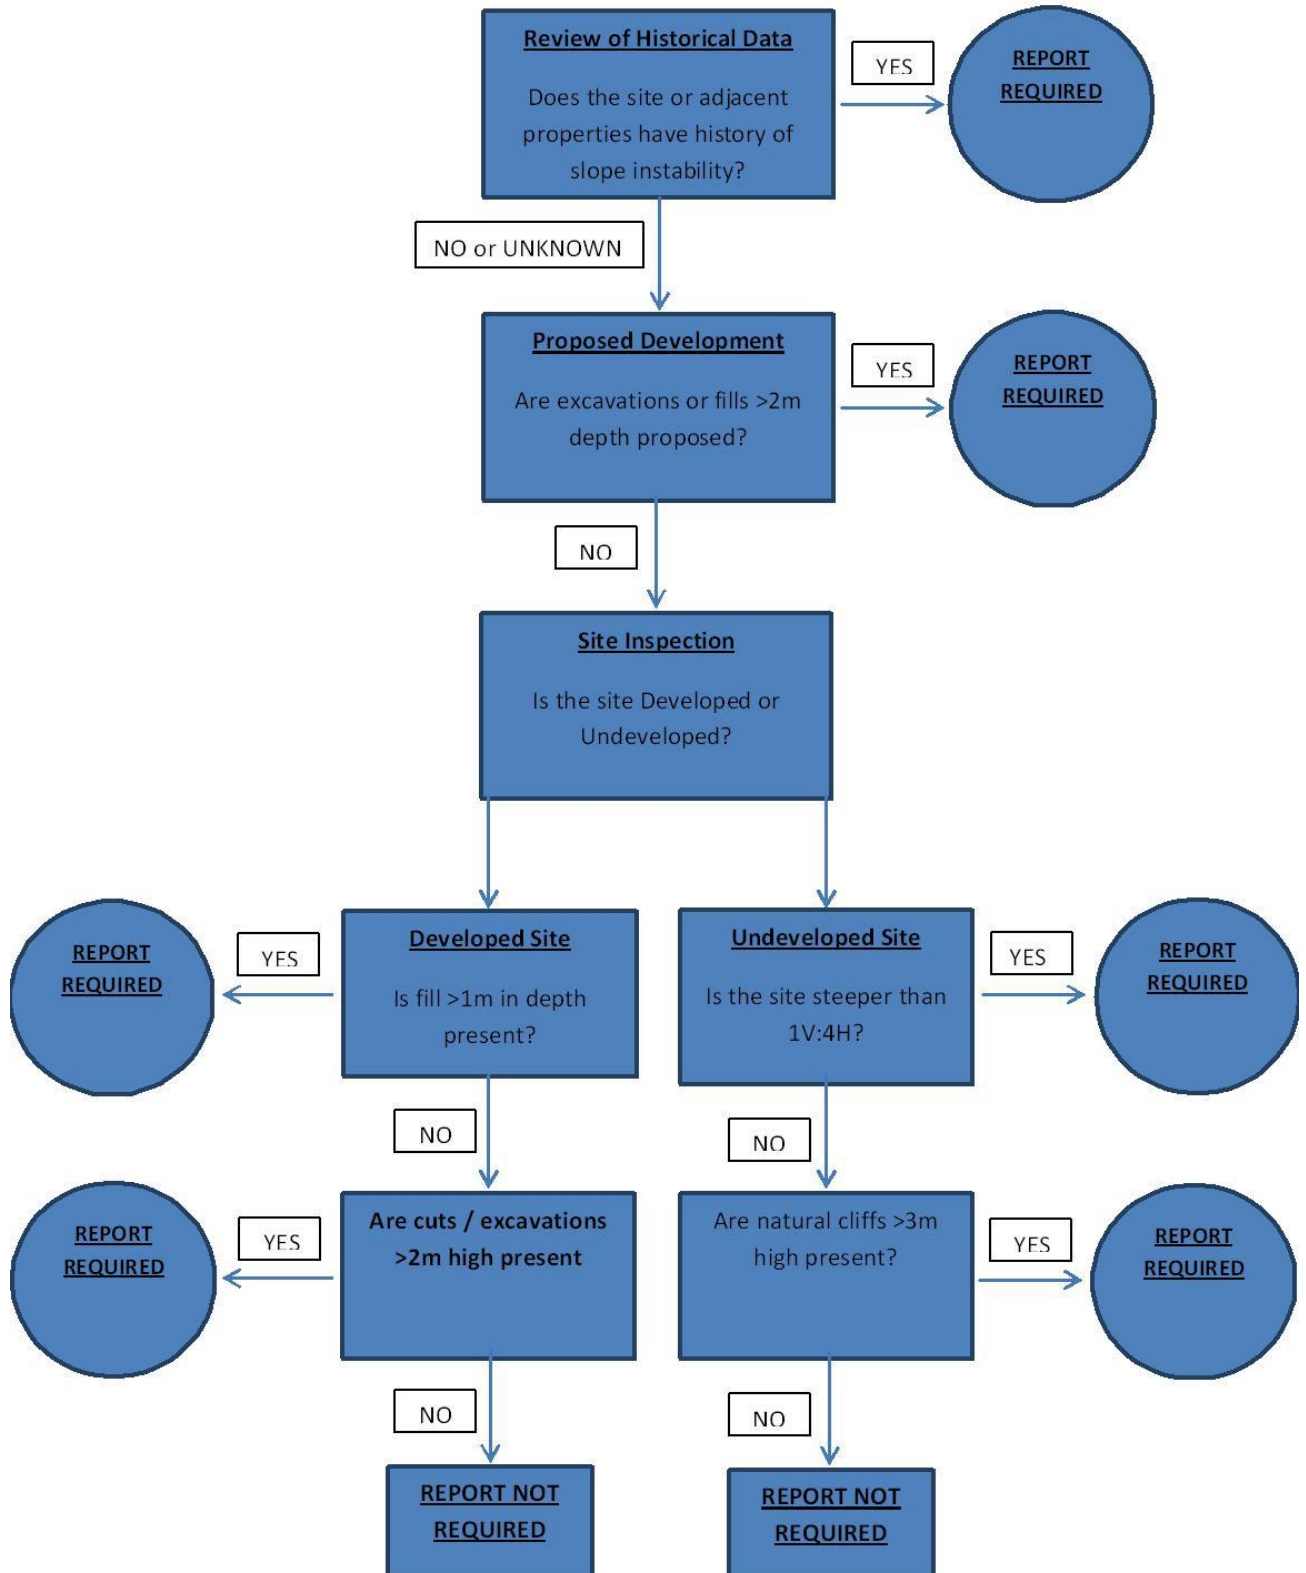 Review of Historical Data
Does the site or adjacent
properties have history of
slope instability?
YES
REPORT
REQUIRED
NO or UNKNOWN
Proposed Development
Are excavations or fills >2m
depth proposed?
YES
REPORT
REQUIRED
NO
Site Inspection
Is the site Developed or
Undeveloped?
REPORT
REQUIRED
YES
Developed Site
Is fill >1m in depth
present?
Undeveloped Site
Is the site steeper than
1V:4H?
YES
REPORT
REQUIRED
NO
NO
REPORT
REQUIRED
YES
Are cuts / excavations
>2m high present
Are natural cliffs >3m
high present?
YES
REPORT
REQUIRED
NO
NO
REPORT NOT
REQUIRED
REPORT NOT
REQUIRED